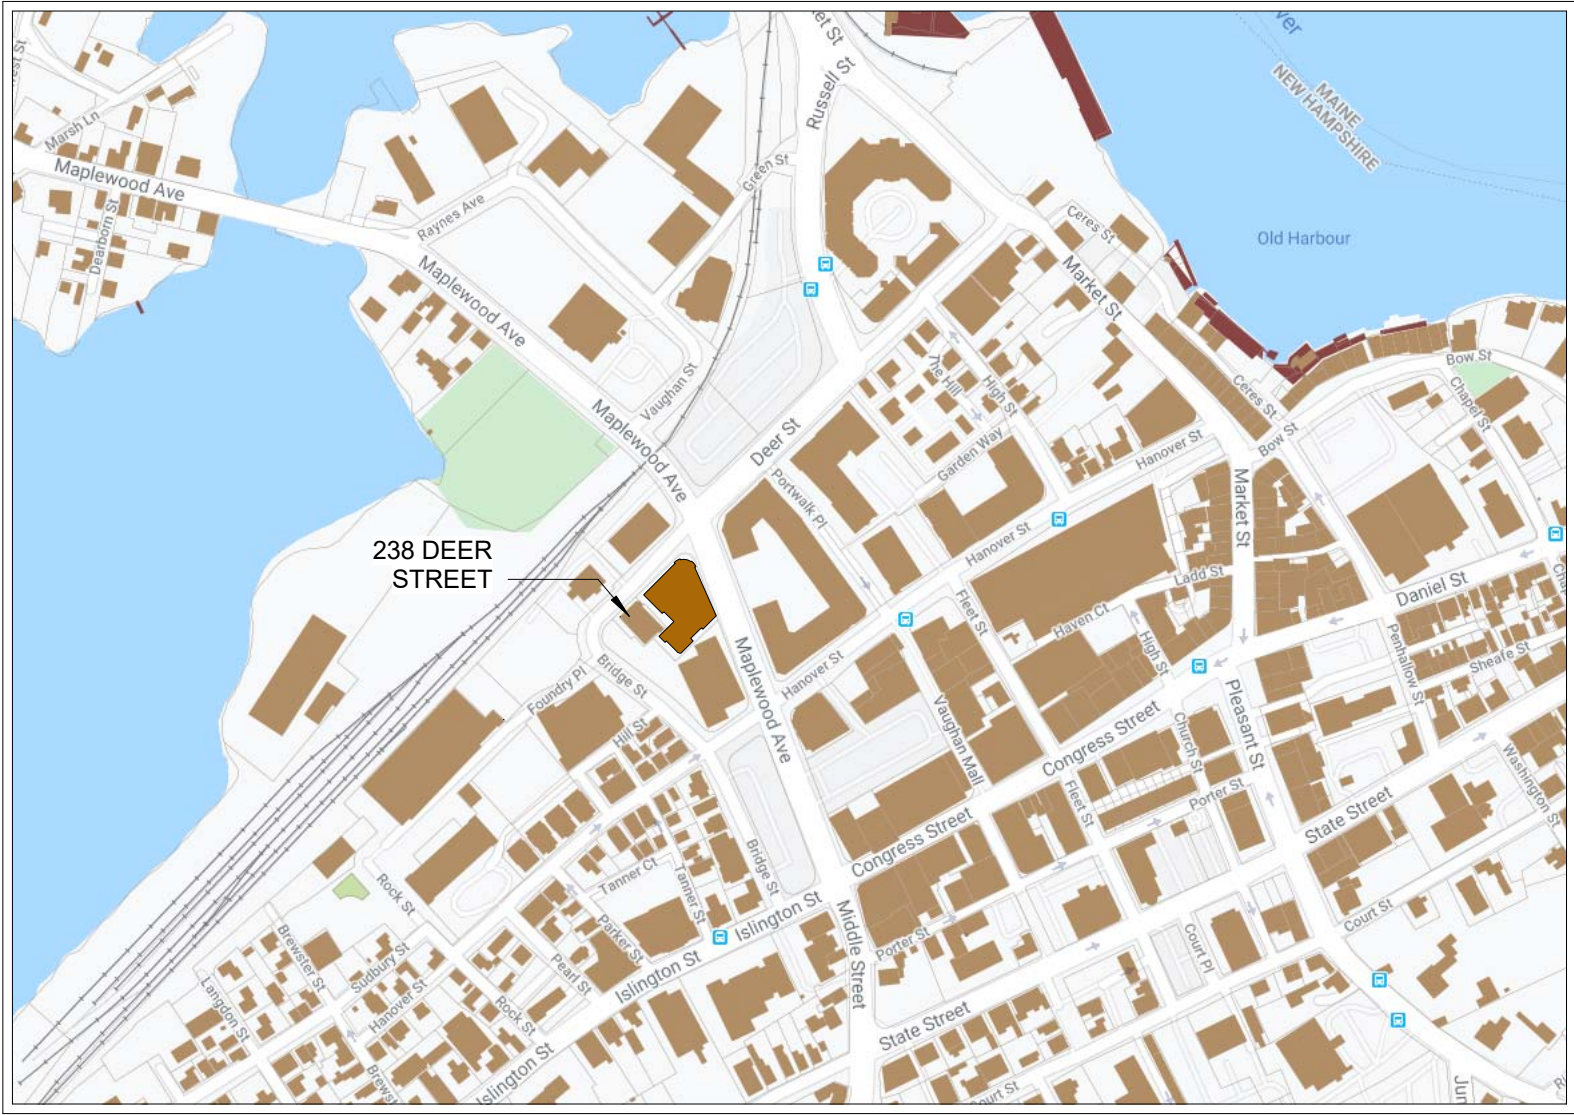 Market St
Russell St
MAINE
NEW HAMPSHIRE
Marsh Ln
Maplewood Ave
Dearborn St
Green St
Raynes Ave
Ceres St
Old Harbour
Maplewood Ave
Market St
Vaughan St
The Hill
High St
Bow St
Ceres St
Chapel St
Maplewood Ave
Deer St
Garden Way
Hanover St
Bow St
Portwalk Pl
Market St
238 DEER
STREET
Hanover St
Ladd St
Daniel St
Fleet St
Haven Ct
High St
Penhallow St
Sheafe St
Maplewood Ave
Hanover St
Bridge St
Foundry Pl
Hill St
Vaughan Mall
Pleasant St
Congress Street
Church St
Washington St
Fleet St
Porter St
State Street
Congress Street
Bridge St
Tanner Ct
Tanner St
Rock St
Islington St
Middle Street
Porter St
Court St
Court Pl
Parker St
Pearl St
Brewster St
Sudbury St
Langdon St
Hanover St
Islington St
Rock St
State Street
Islington St
Court St